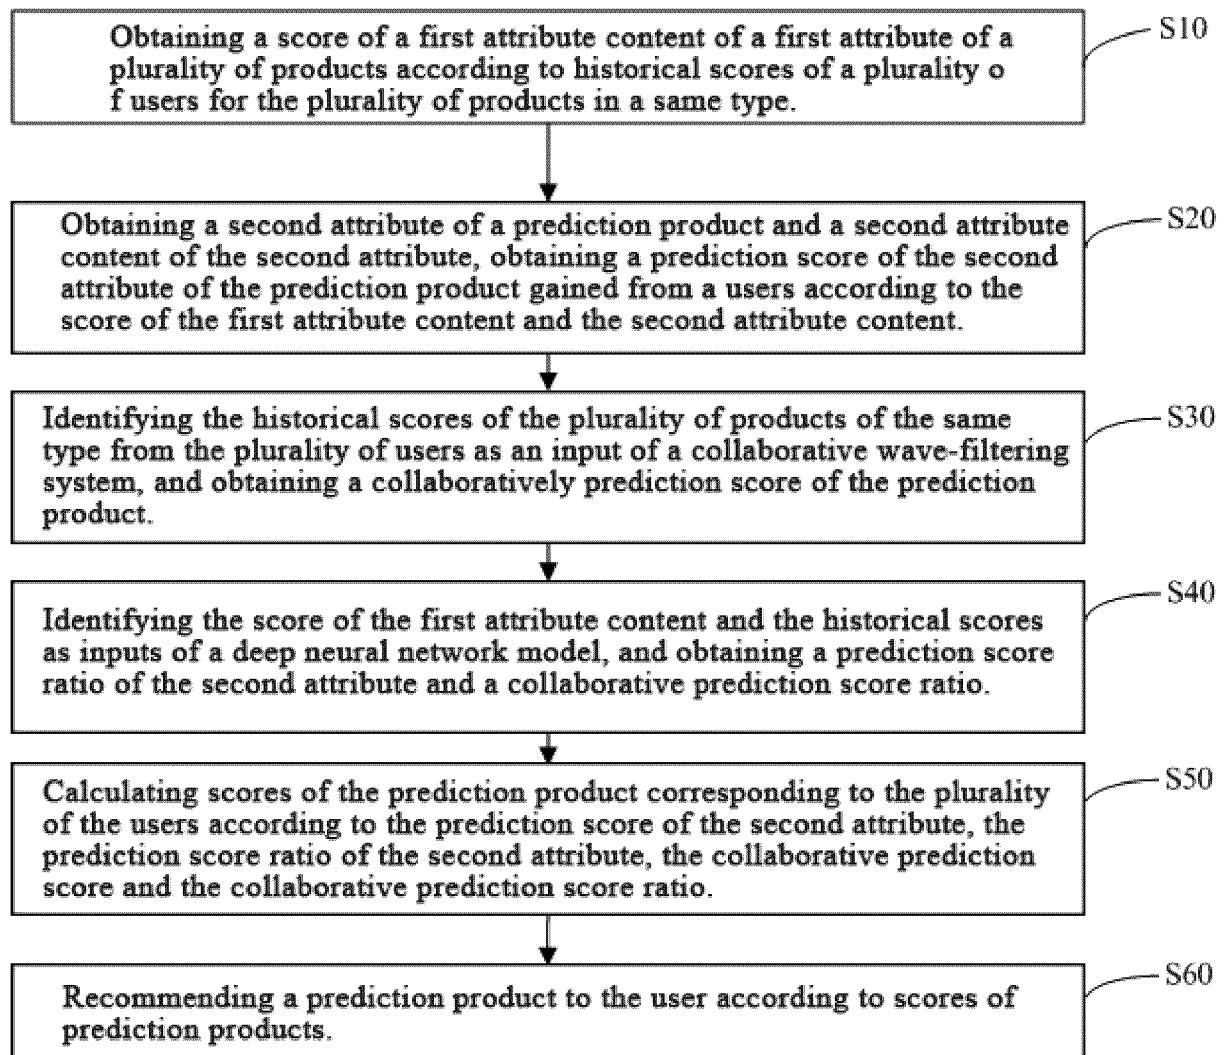 Obtaining a score of a first attribute content of a first attribute of a
plurality of products according to historical scores of a plurality o
f users for the plurality of products in a same type.
S10
Obtaining a second attribute of a prediction product and a second attribute
content of the second attribute, obtaining a prediction score of the second
attribute of the prediction product gained from a users according to the
score of the first attribute content and the second attribute content.
S20
Identifying the historical scores of the plurality of products of the same
type from the plurality of users as an input of a collaborative wave-filtering
system, and obtaining a collaboratively prediction score of the prediction
product.
S30
Identifying the score of the first attribute content and the historical scores
as inputs of a deep neural network model, and obtaining a prediction score
ratio of the second attribute and a collaborative prediction score ratio.
S40
Calculating scores of the prediction product corresponding to the plurality
of the users according to the prediction score of the second attribute, the
prediction score ratio of the second attribute, the collaborative prediction
score and the collaborative prediction score ratio.
S50
Recommending a prediction product to the user according to scores of
prediction products.
S60